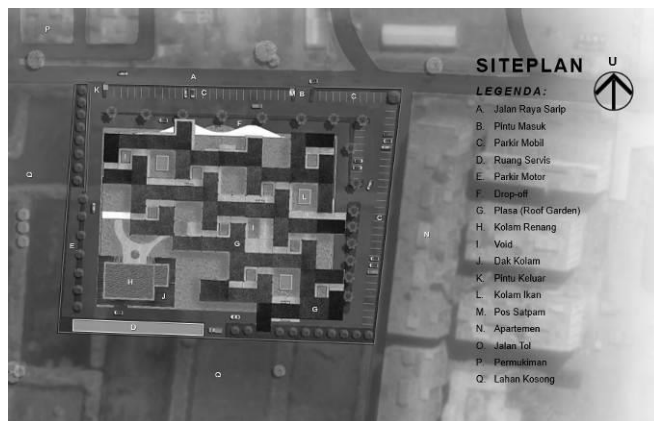 SITEPLAN
U
LEGENDA:
A. Jalan Raya Sarip
B. Pintu Masuk
C. Parkir Mobil
D. Ruang Servis
E. Parkir Motor
F. Drop-off
G. Plasa (Roof Garden)
H. Kolam Renang
I. Void
J. Dak Kolam
K. Pintu Keluar
L. Kolam Ikan
M. Pos Satpam
N. Apartemen
O. Jalan Tol
P. Permukiman
Q. Lahan Kosong
P
A
K
C
M
B
C
F
Q
L
C
I
N
G
E
H
J
G
D
Q